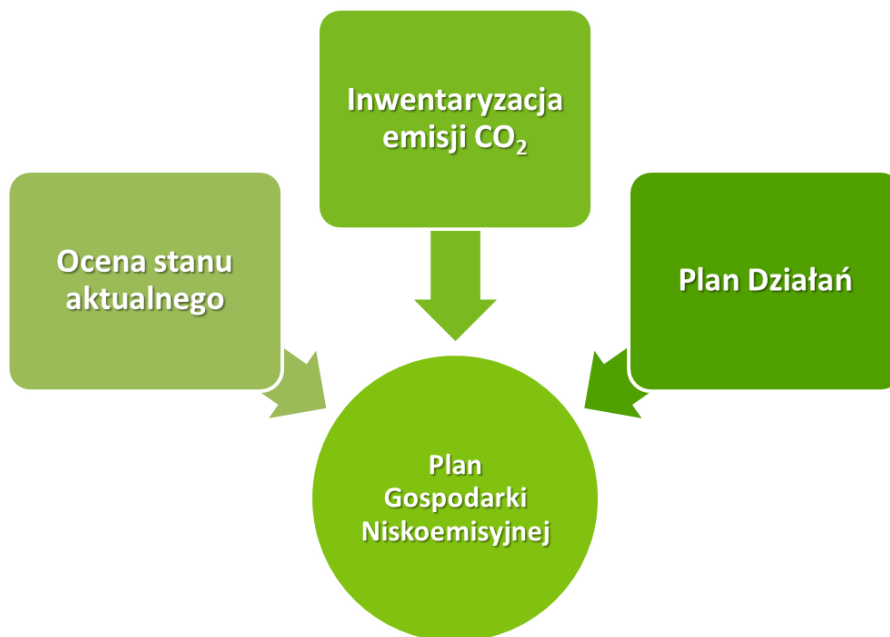 Inwentaryzacja
emisji CO₂
Ocena stanu
aktualnego
Plan Działań
Plan
Gospodarki
Niskoemisyjnej